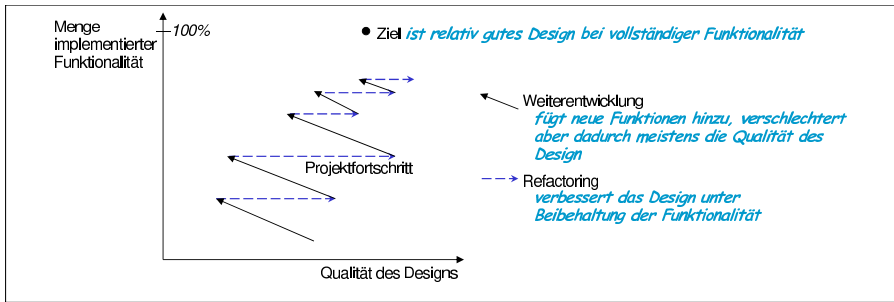 Menge
implementierter
Funktionalität
100%
Ziel ist relativ gutes Design bei vollständiger Funktionalität
Weiterentwicklung
fügt neue Funktionen hinzu, verschlechtert
aber dadurch meistens die Qualität des
Design
Projektfortschritt
Refactoring
verbessert das Design unter
Beibehaltung der Funktionalität
Qualität des Designs